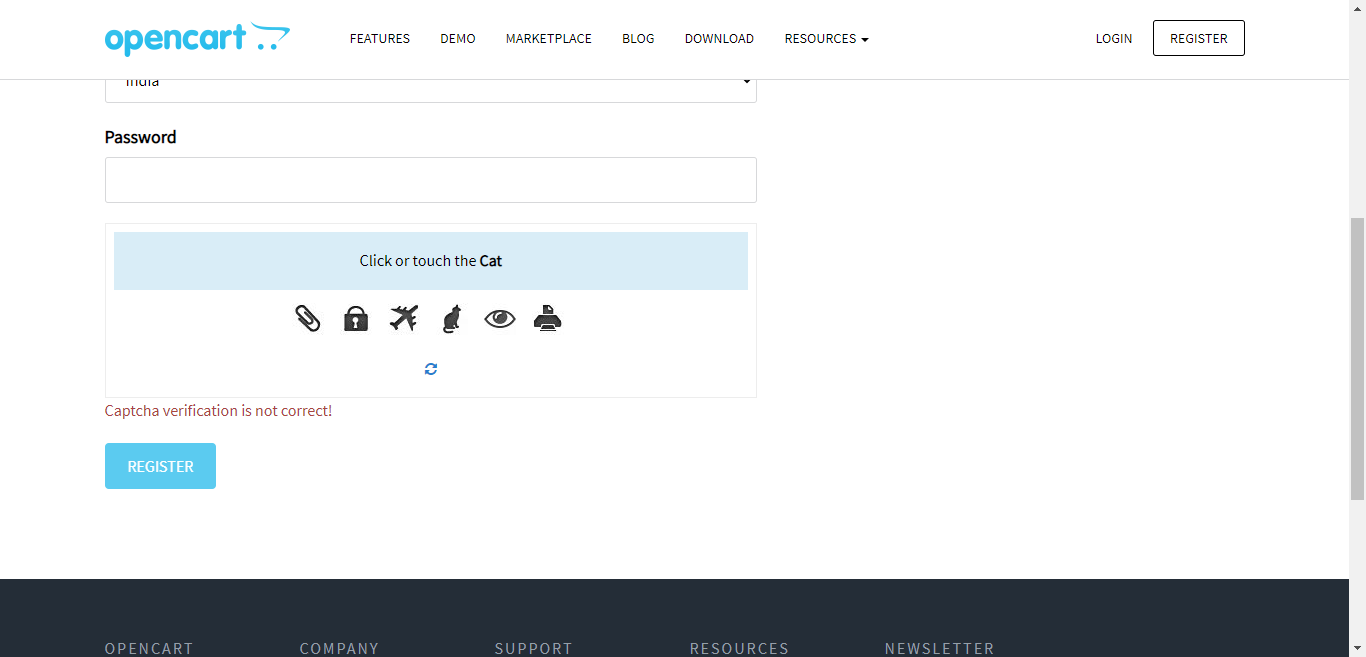 opencart
FEATURES DEMO MARKETPLACE BLOG DOWNLOAD RESOURCES LOGIN REGISTER
India
Password
Click or touch the Cat
Captcha verification is not correct!
REGISTER
OPENCART COMPANY SUPPORT RESOURCES NEWSLETTER